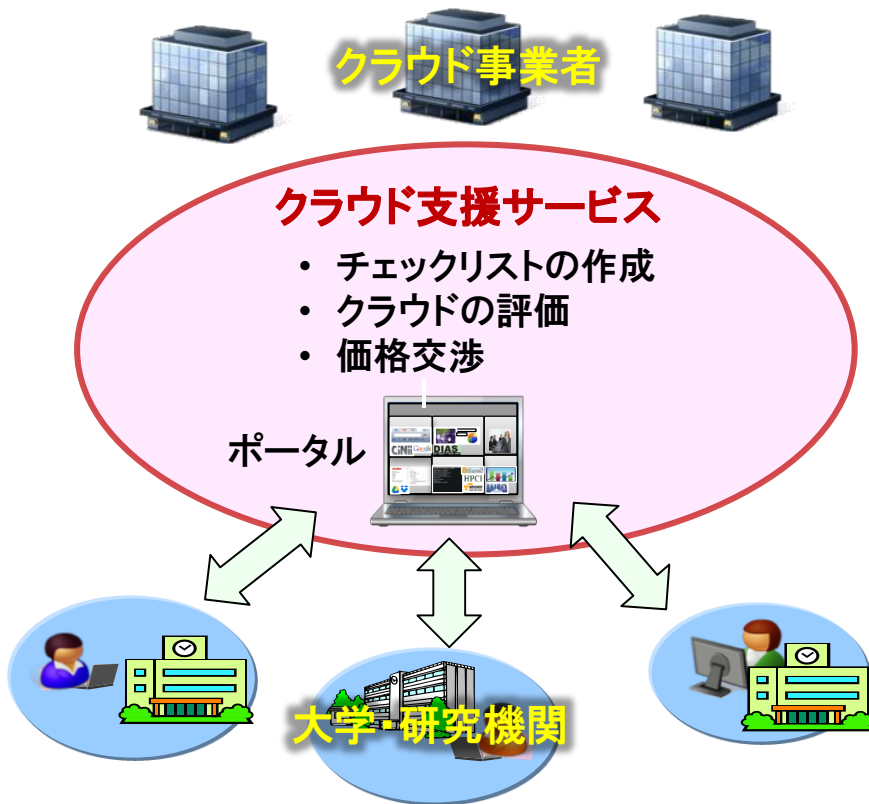 クラウド事業者
クラウド支援サービス
• チェックリストの作成
• クラウドの評価
• 価格交渉
ポータル
CiNii Google DIAS
HPCI
大学・研究機関